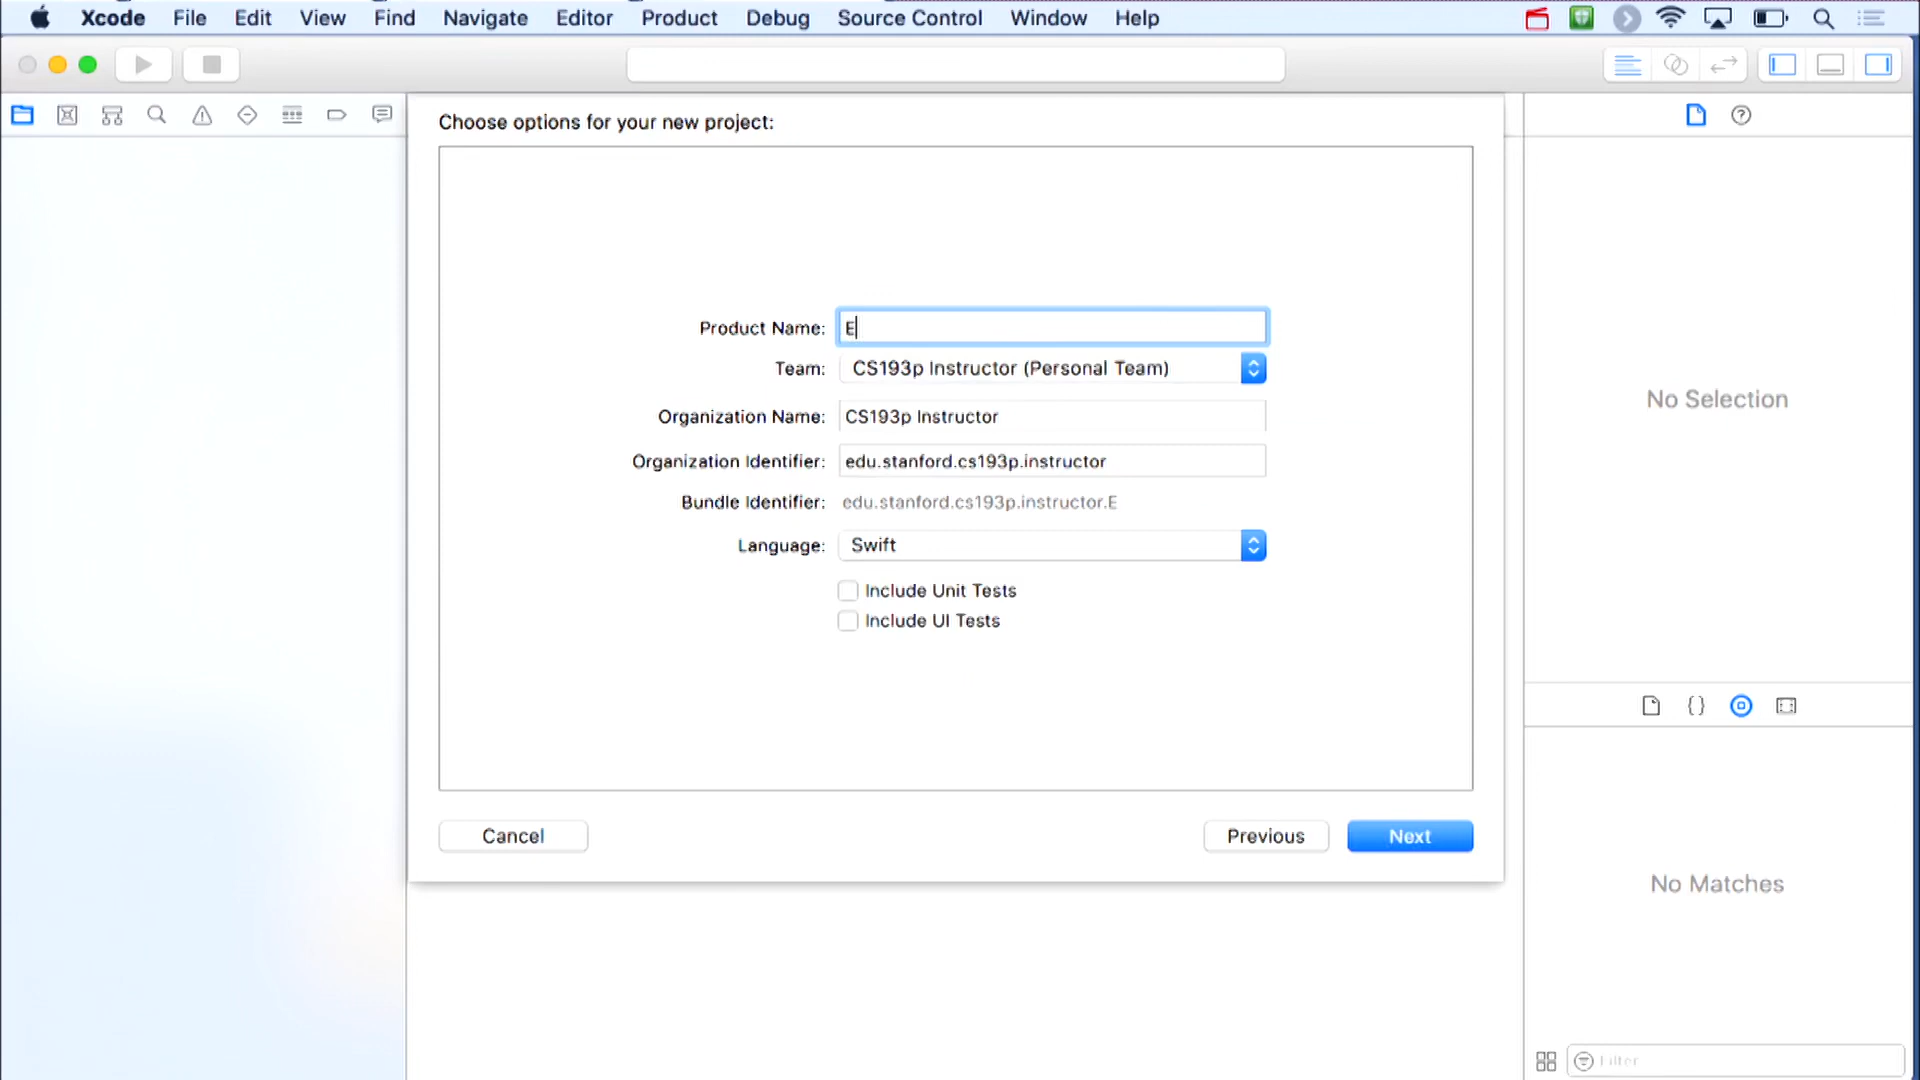 Xcode File Edit View Find Navigate Editor Product Debug Source Control Window Help
Choose options for your new project:
Product Name: E
Team: CS193p Instructor (Personal Team)
Organization Name: CS193p Instructor
Organization Identifier: edu.stanford.cs193p.instructor
Bundle Identifier: edu.stanford.cs193p.instructor.E
Language: Swift
Include Unit Tests
Include UI Tests
Cancel Previous Next
No Selection
No Matches
Filter